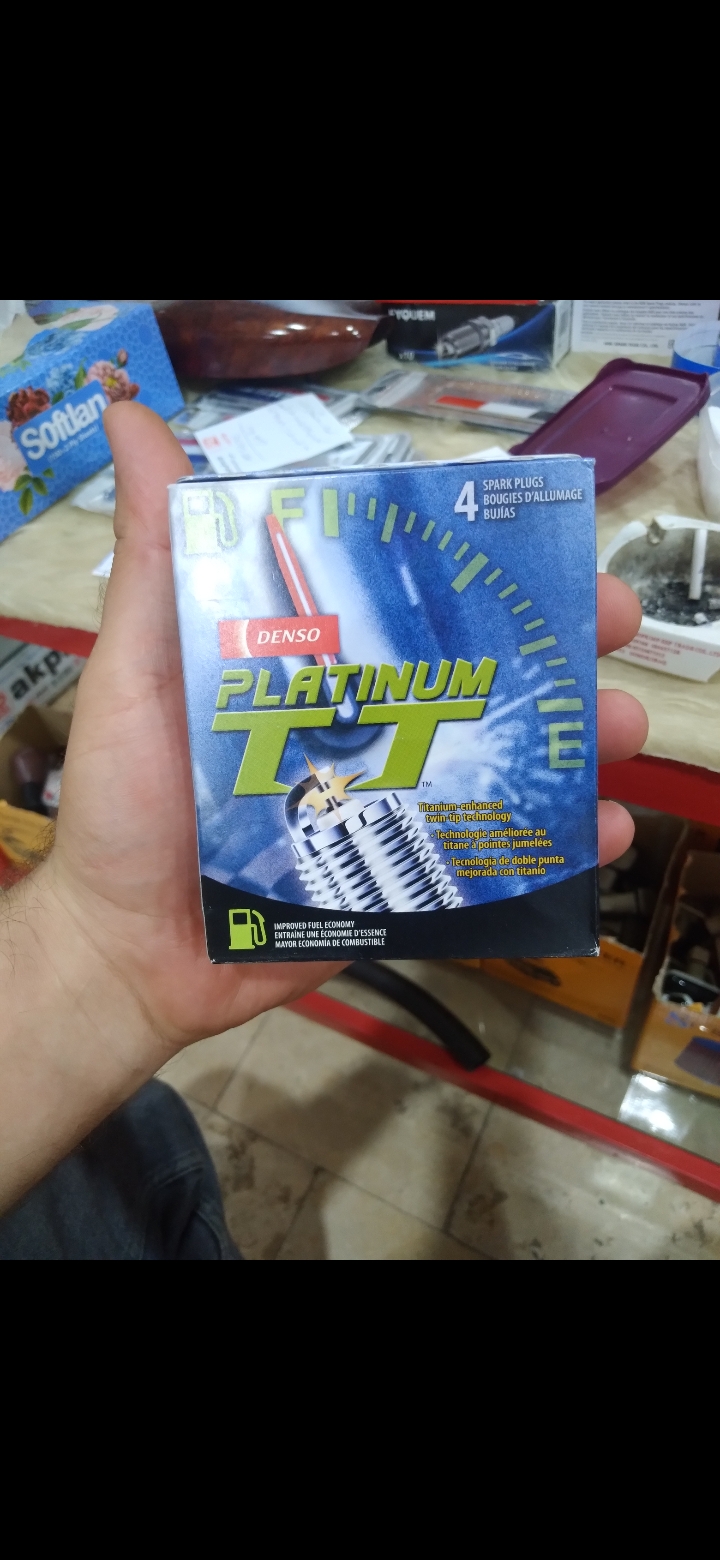 Softlan
akp
4
SPARK PLUGS
BOUGIES D'ALLUMAGE
BUJÍAS
F
E
DENSO
PLATINUM
TT™
Titanium-enhanced
twin-tip technology
• Technologie améliorée au
titane à pointes jumelées
• Tecnología de doble punta
mejorada con titanio
IMPROVED FUEL ECONOMY
ENTRAÎNE UNE ÉCONOMIE D'ESSENCE
MAYOR ECONOMÍA DE COMBUSTIBLE